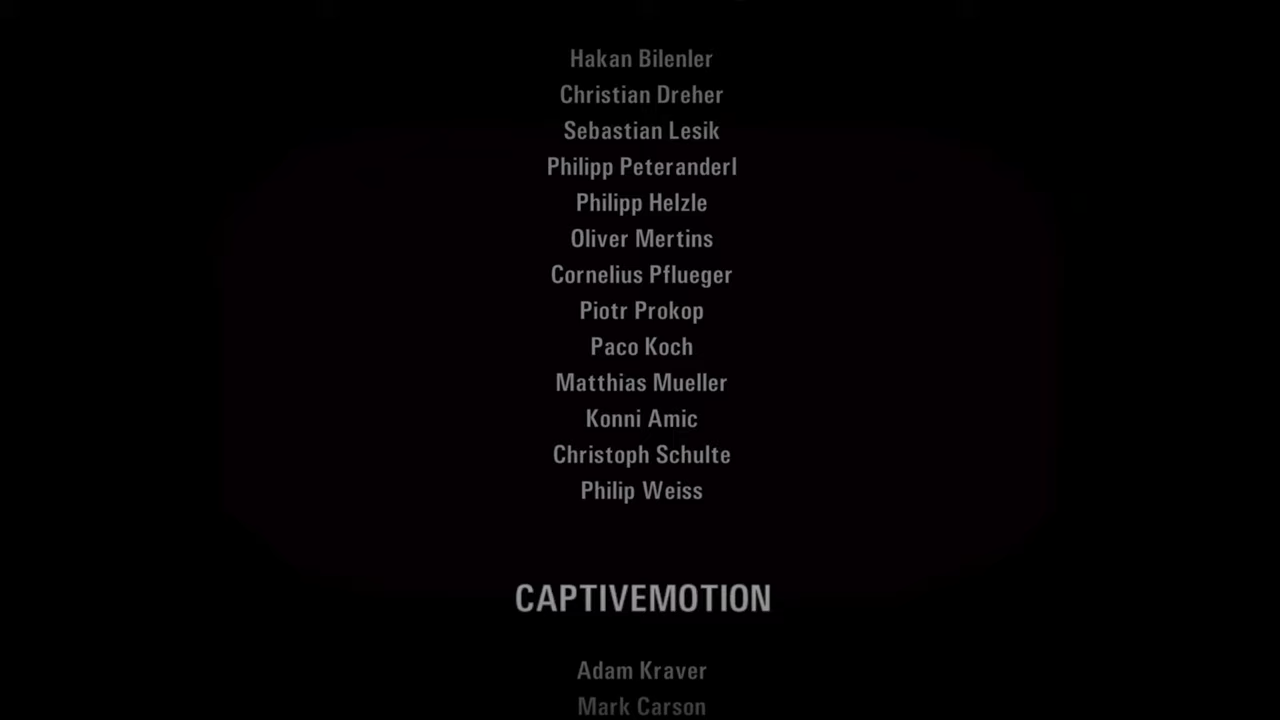 Hakan Bilenler
Christian Dreher
Sebastian Lesik
Philipp Peteranderl
Philipp Helzle
Oliver Mertins
Cornelius Pflueger
Piotr Prokop
Paco Koch
Matthias Mueller
Konni Amic
Christoph Schulte
Philip Weiss
CAPTIVEMOTION
Adam Kraver
Mark Carson